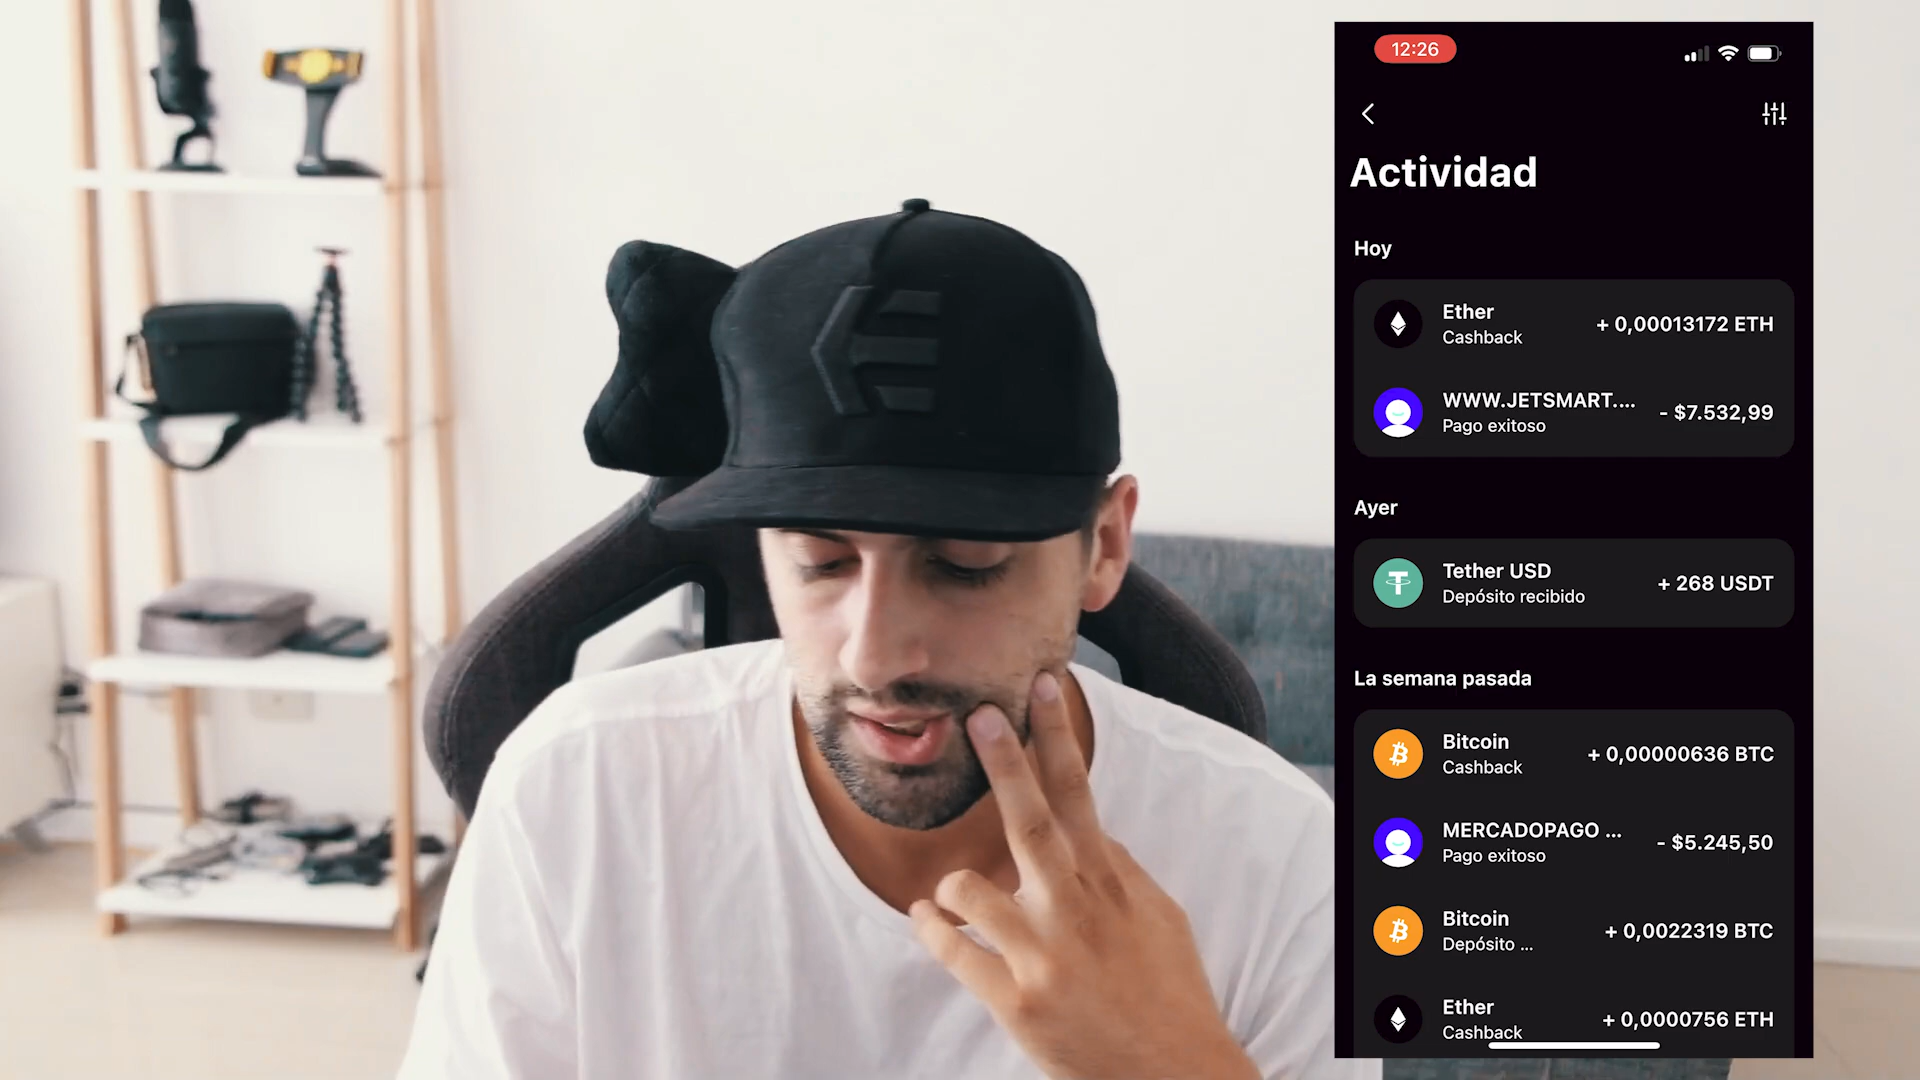 12:26
Actividad
Hoy
Ether
Cashback
+ 0,00013172 ETH
WWW.JETSMART....
Pago exitoso
- $7.532,99
Ayer
Tether USD
Depósito recibido
+ 268 USDT
La semana pasada
Bitcoin
Cashback
+ 0,00000636 BTC
MERCADOPAGO ...
Pago exitoso
- $5.245,50
Bitcoin
Depósito ...
+ 0,0022319 BTC
Ether
Cashback
+ 0,0000756 ETH